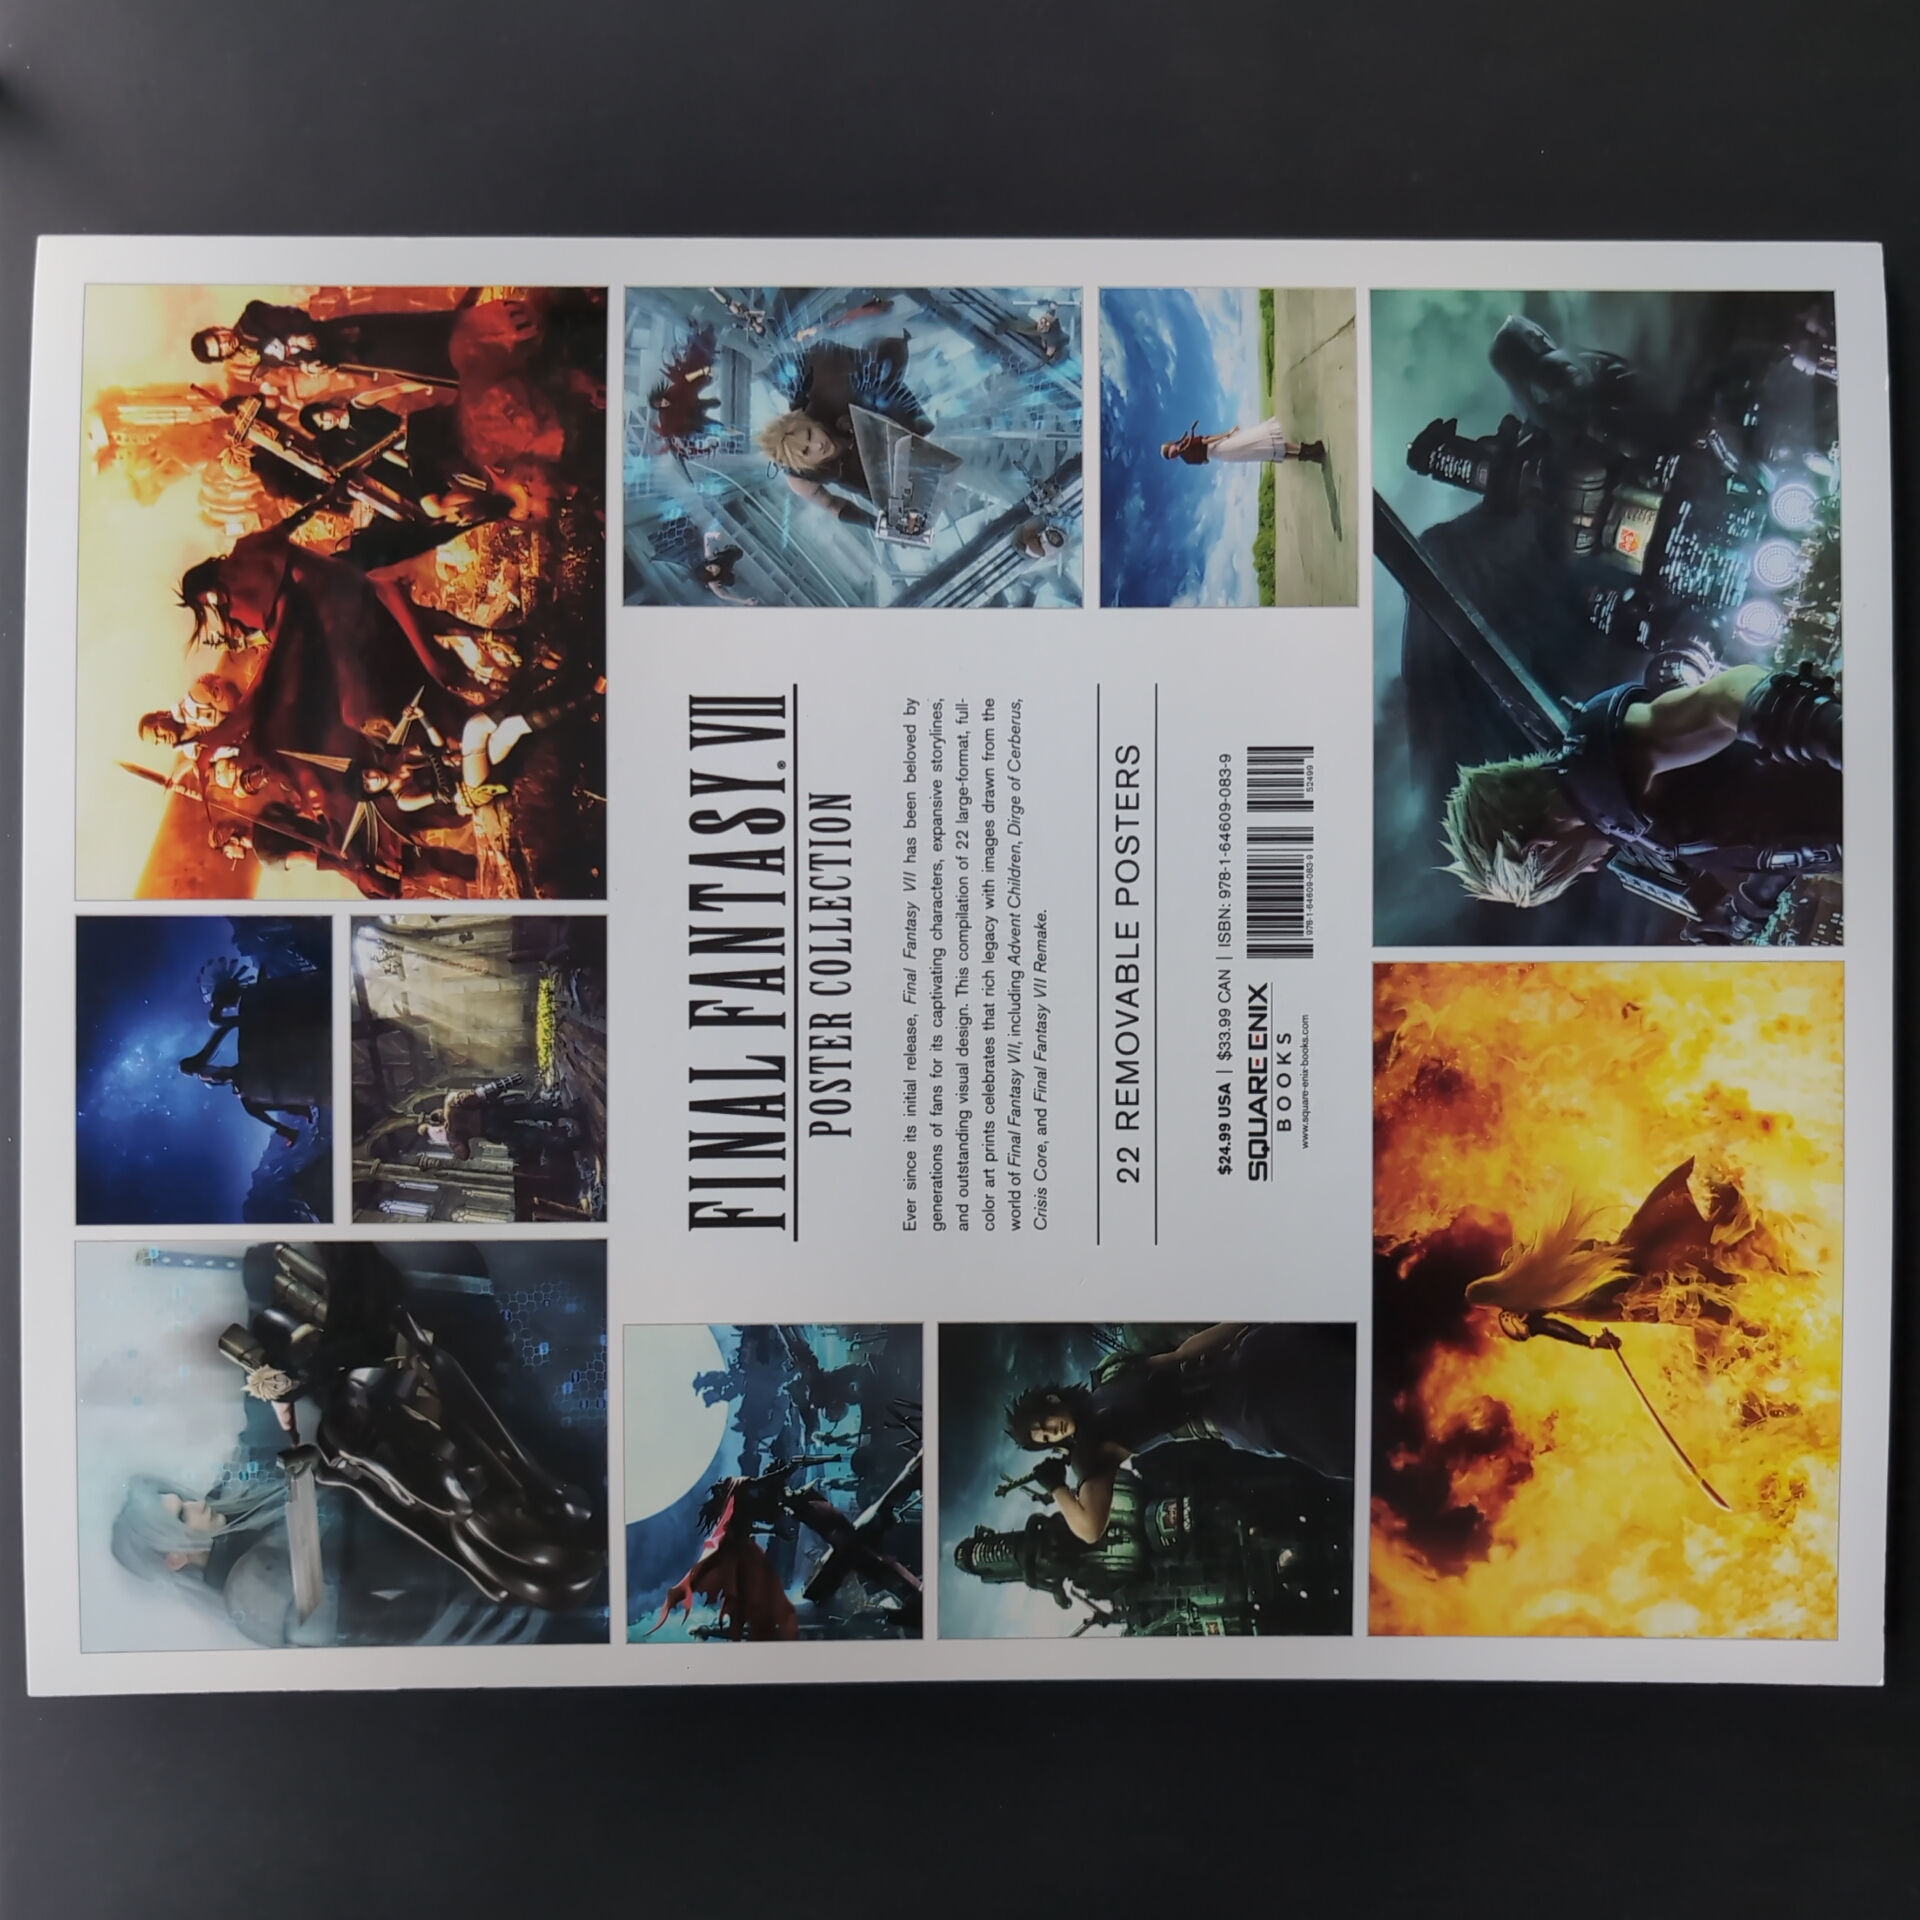 FINAL FANTASY® VII
POSTER COLLECTION
Ever since its initial release, Final Fantasy VII has been beloved by
generations of fans for its captivating characters, expansive storylines,
and outstanding visual design. This compilation of 22 large-format, full-
color art prints celebrates that rich legacy with images drawn from the
world of Final Fantasy VII, including Advent Children, Dirge of Cerberus,
Crisis Core, and Final Fantasy VII Remake.
22 REMOVABLE POSTERS
$24.99 USA | $33.99 CAN | ISBN: 978-1-64609-083-9
SQUARE ENIX
BOOKS
www.square-enix-books.com
978-1-64609-083-9
52499